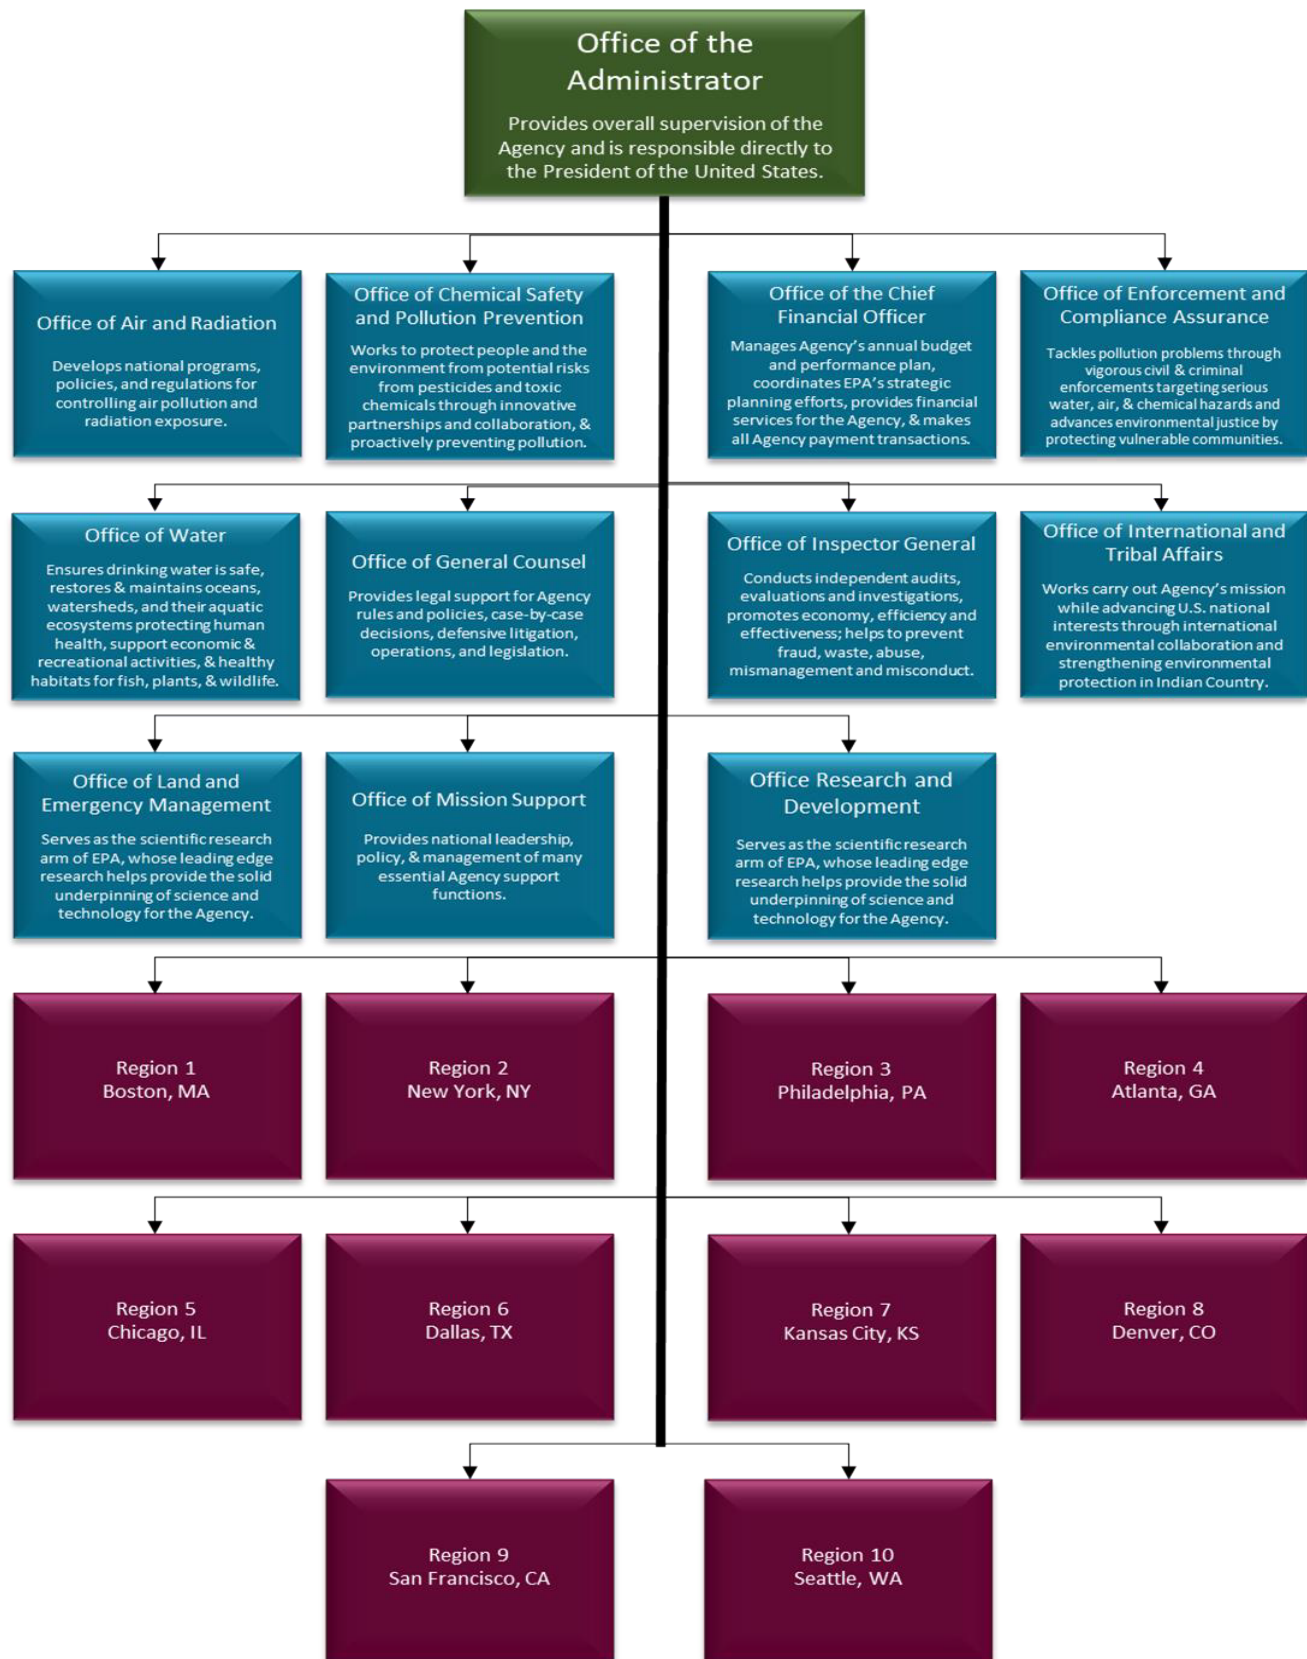 Office of the
Administrator
Provides overall supervision of the
Agency and is responsible directly to
the President of the United States.
Office of Air and Radiation
Develops national programs,
policies, and regulations for
controlling air pollution and
radiation exposure.
Office of Chemical Safety
and Pollution Prevention
Works to protect people and the
environment from potential risks
from pesticides and toxic
chemicals through innovative
partnerships and collaboration, &
proactively preventing pollution.
Office of the Chief
Financial Officer
Manages Agency’s annual budget
and performance plan,
coordinates EPA’s strategic
planning efforts, provides financial
services for the Agency, & makes
all Agency payment transactions.
Office of Enforcement and
Compliance Assurance
Tackles pollution problems through
vigorous civil & criminal
enforcements targeting serious
water, air, & chemical hazards and
advances environmental justice by
protecting vulnerable communities.
Office of Water
Ensures drinking water is safe,
restores & maintains oceans,
watersheds, and their aquatic
ecosystems protecting human
health, support economic &
recreational activities, & healthy
habitats for fish, plants, & wildlife.
Office of General Counsel
Provides legal support for Agency
rules and policies, case-by-case
decisions, defensive litigation,
operations, and legislation.
Office of Inspector General
Conducts independent audits,
evaluations and investigations,
promotes economy, efficiency and
effectiveness; helps to prevent
fraud, waste, abuse,
mismanagement and misconduct.
Office of International and
Tribal Affairs
Works carry out Agency’s mission
while advancing U.S. national
interests through international
environmental collaboration and
strengthening environmental
protection in Indian Country.
Office of Land and
Emergency Management
Serves as the scientific research
arm of EPA, whose leading edge
research helps provide the solid
underpinning of science and
technology for the Agency.
Office of Mission Support
Provides national leadership,
policy, & management of many
essential Agency support
functions.
Office Research and
Development
Serves as the scientific research
arm of EPA, whose leading edge
research helps provide the solid
underpinning of science and
technology for the Agency.
Region 1
Boston, MA
Region 2
New York, NY
Region 3
Philadelphia, PA
Region 4
Atlanta, GA
Region 5
Chicago, IL
Region 6
Dallas, TX
Region 7
Kansas City, KS
Region 8
Denver, CO
Region 9
San Francisco, CA
Region 10
Seattle, WA